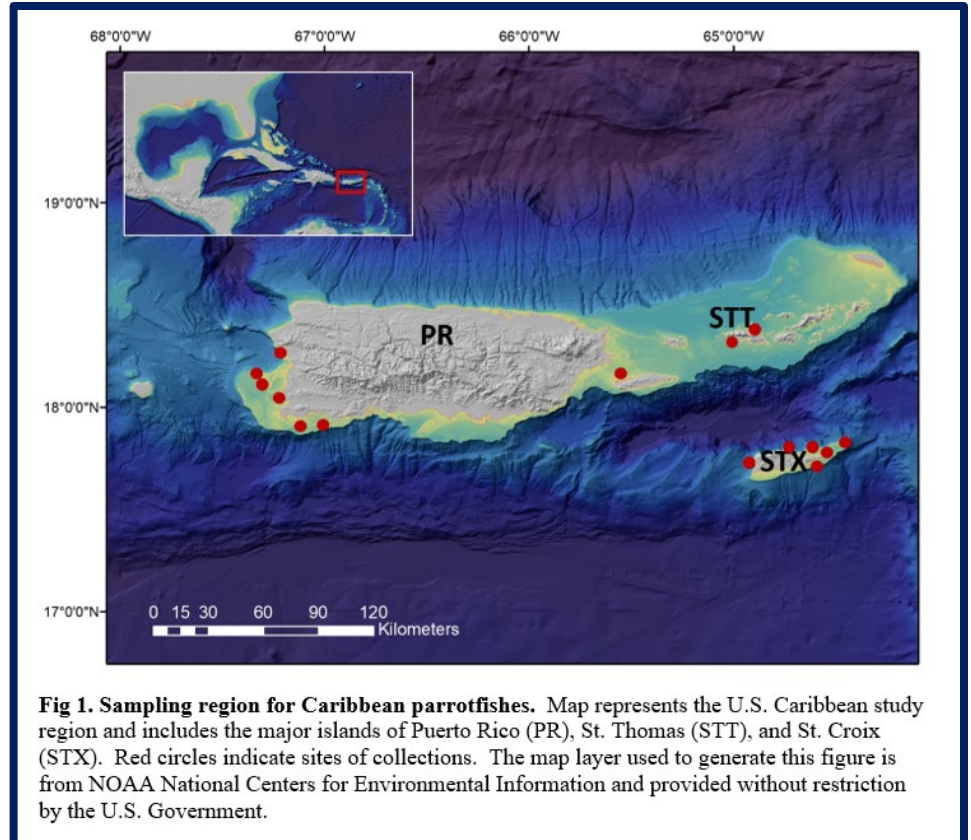 68°0'0"W 67°0'0"W 66°0'0"W 65°0'0"W
19°0'0"N
STT
PR
18°0'0"N
STX
17°0'0"N
0 15 30 60 90 120
Kilometers
Fig 1. Sampling region for Caribbean parrotfishes. Map represents the U.S. Caribbean study
region and includes the major islands of Puerto Rico (PR), St. Thomas (STT), and St. Croix
(STX). Red circles indicate sites of collections. The map layer used to generate this figure is
from NOAA National Centers for Environmental Information and provided without restriction
by the U.S. Government.